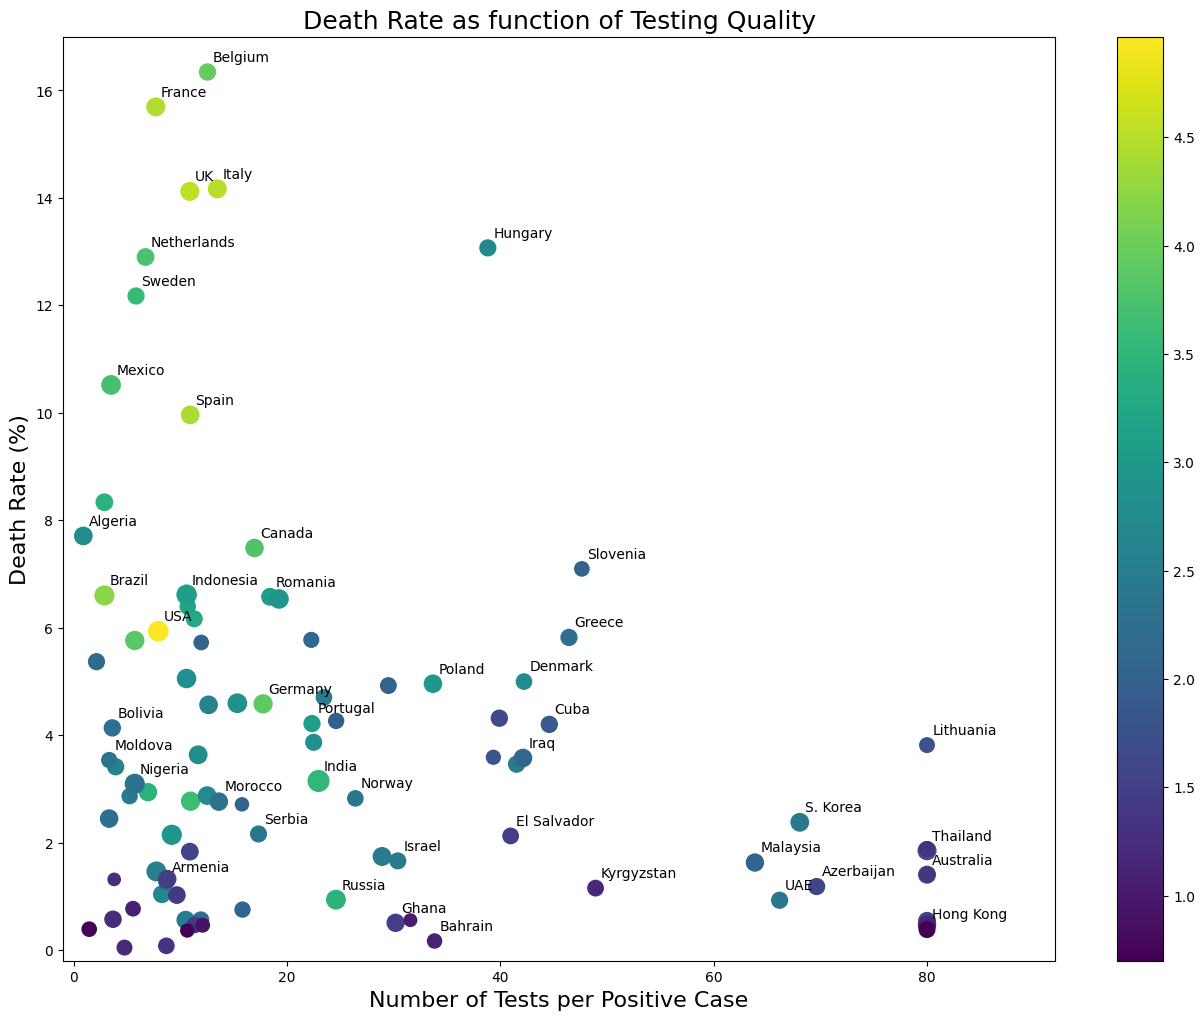 Death Rate as function of Testing Quality
Belgium
France
UK
Italy
Netherlands
Hungary
Sweden
Mexico
Spain
Algeria
Canada
Slovenia
Brazil
Indonesia
Romania
USA
Greece
Poland
Denmark
Germany
Portugal
Cuba
Bolivia
Lithuania
Moldova
Iraq
Nigeria
India
Morocco
Norway
Serbia
El Salvador
S. Korea
Thailand
Armenia
Israel
Malaysia
Australia
Russia
Kyrgyzstan
Azerbaijan
UAE
Ghana
Bahrain
Hong Kong
16
14
12
10
8
6
4
2
0
Death Rate (%)
0 20 40 60 80
Number of Tests per Positive Case
4.5
4.0
3.5
3.0
2.5
2.0
1.5
1.0